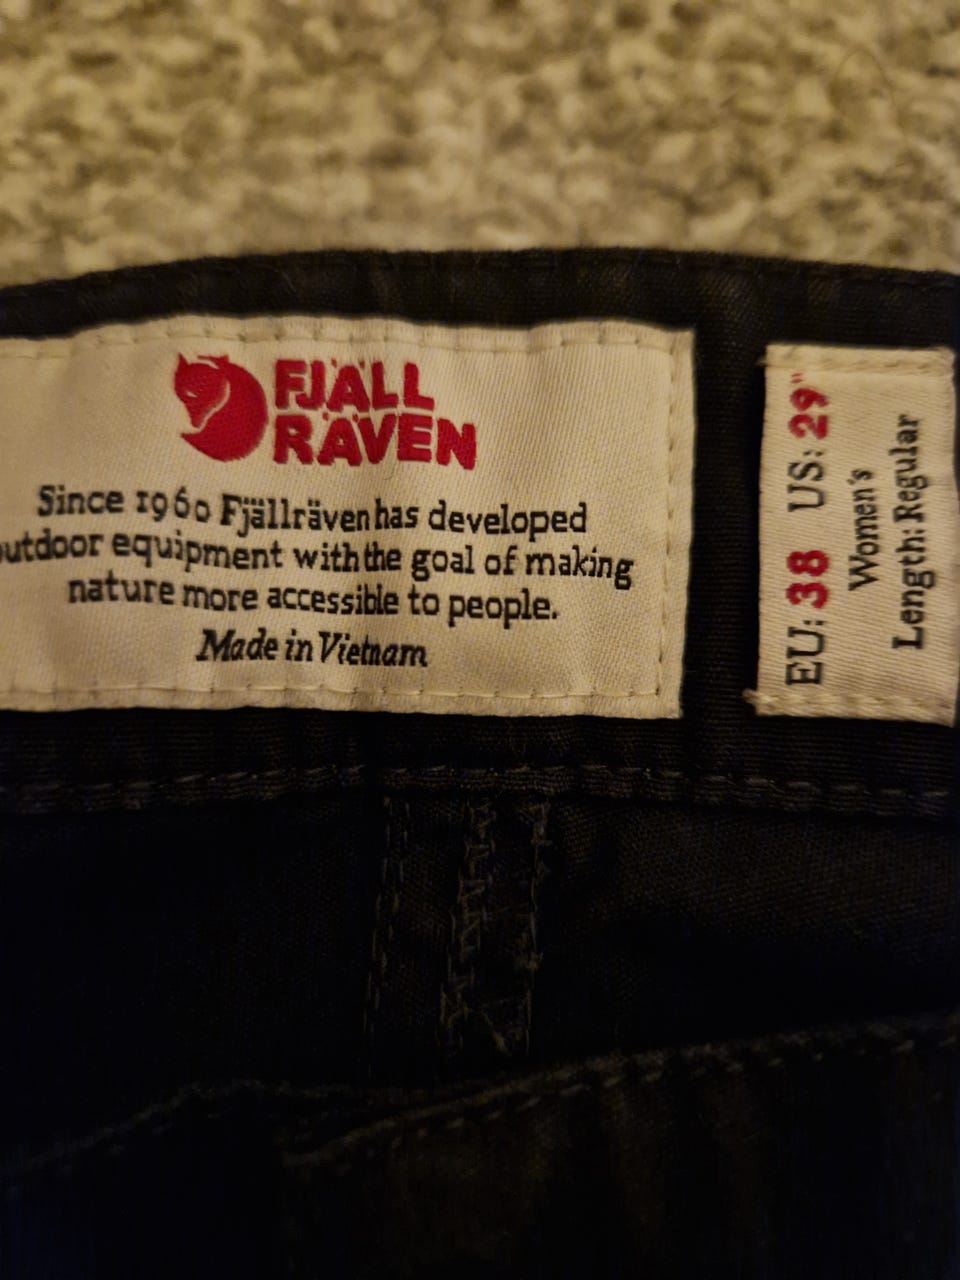 FJÄLL
RÄVEN
Since 1960 Fjällräven has developed
outdoor equipment with the goal of making
nature more accessible to people.
Made in Vietnam
EU: 38 US: 29"
Women's
Length: Regular